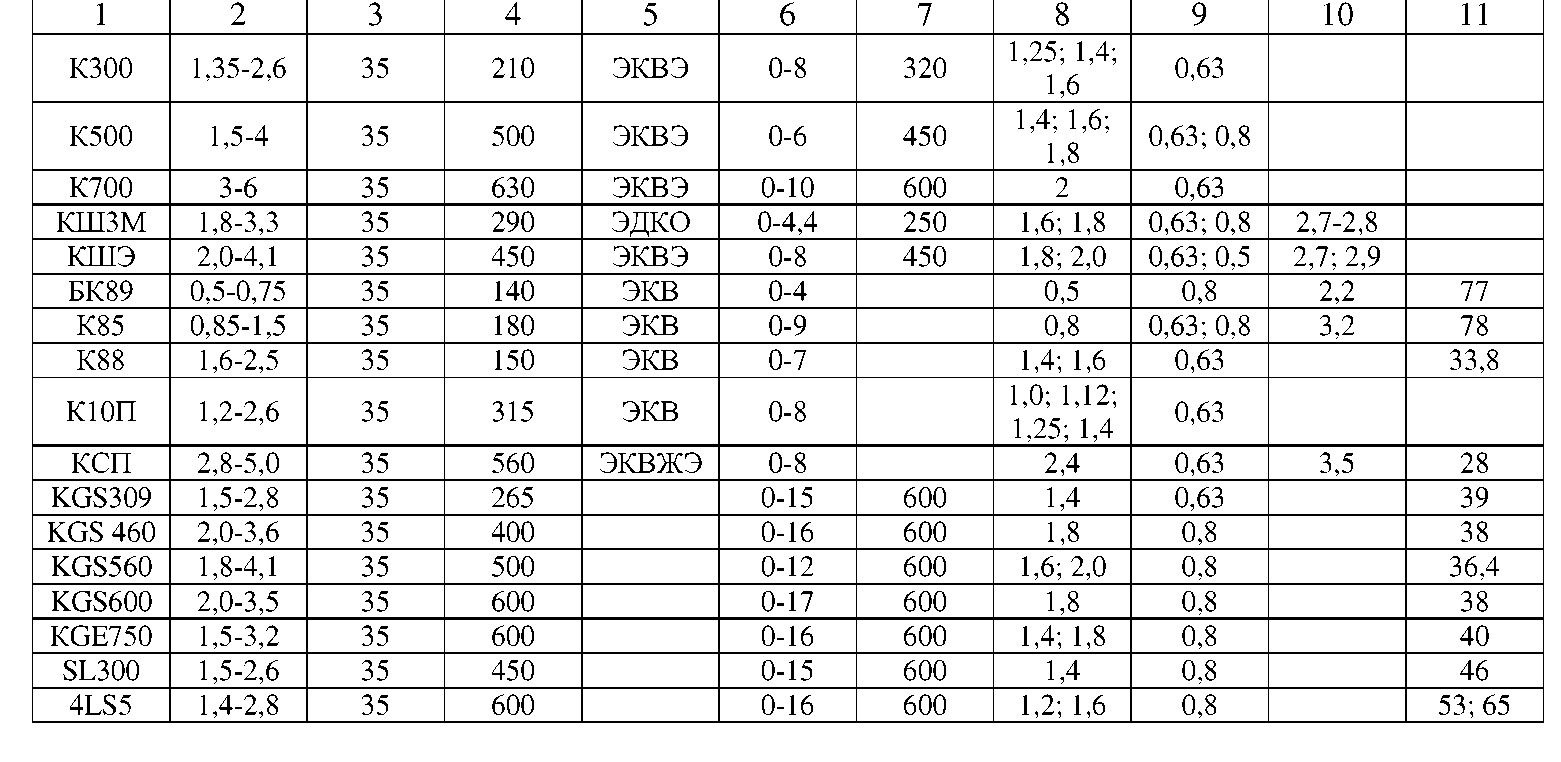 1 2 3 4 5 6 7 8 9 10 11
К300 1,35-2,6 35 210 ЭКВЭ 0-8 320 1,25; 1,4; 1,6 0,63
К500 1,5-4 35 500 ЭКВЭ 0-6 450 1,4; 1,6; 1,8 0,63; 0,8
К700 3-6 35 630 ЭКВЭ 0-10 600 2 0,63
КШ3М 1,8-3,3 35 290 ЭДКО 0-4,4 250 1,6; 1,8 0,63; 0,8 2,7-2,8
КШЭ 2,0-4,1 35 450 ЭКВЭ 0-8 450 1,8; 2,0 0,63; 0,5 2,7; 2,9
БК89 0,5-0,75 35 140 ЭКВ 0-4 0,5 0,8 2,2 77
К85 0,85-1,5 35 180 ЭКВ 0-9 0,8 0,63; 0,8 3,2 78
К88 1,6-2,5 35 150 ЭКВ 0-7 1,4; 1,6 0,63 33,8
К10П 1,2-2,6 35 315 ЭКВ 0-8 1,0; 1,12; 1,25; 1,4 0,63
КСП 2,8-5,0 35 560 ЭКВЖЭ 0-8 2,4 0,63 3,5 28
KGS309 1,5-2,8 35 265 0-15 600 1,4 0,63 39
KGS 460 2,0-3,6 35 400 0-16 600 1,8 0,8 38
KGS560 1,8-4,1 35 500 0-12 600 1,6; 2,0 0,8 36,4
KGS600 2,0-3,5 35 600 0-17 600 1,8 0,8 38
KGE750 1,5-3,2 35 600 0-16 600 1,4; 1,8 0,8 40
SL300 1,5-2,6 35 450 0-15 600 1,4 0,8 46
4LS5 1,4-2,8 35 600 0-16 600 1,2; 1,6 0,8 53; 65